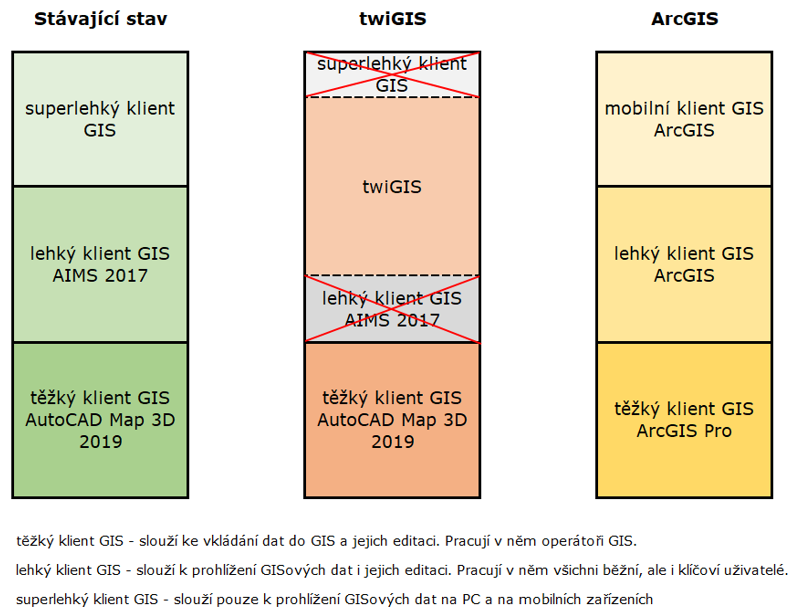 Stávající stav
twiGIS
ArcGIS
superlehký klient
GIS
lehký klient GIS
AIMS 2017
těžký klient GIS
AutoCAD Map 3D
2019
superlehký klient
GIS
twiGIS
lehký klient GIS
AIMS 2017
těžký klient GIS
AutoCAD Map 3D
2019
mobilní klient GIS
ArcGIS
lehký klient GIS
ArcGIS
těžký klient GIS
ArcGIS Pro
těžký klient GIS - slouží ke vkládání dat do GIS a jejich editaci. Pracují v něm operátoři GIS.
lehký klient GIS - slouží k prohlížení GISových dat i jejich editaci. Pracují v něm všichni běžní, ale i klíčoví uživatelé.
superlehký klient GIS - slouží pouze k prohlížení GISových dat na PC a na mobilních zařízeních